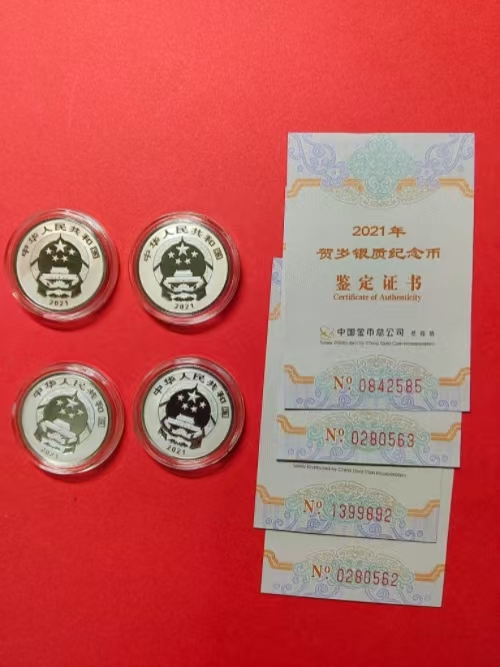 中华人民共和国
2021
中华人民共和国
2021
中华人民共和国
2021
中华人民共和国
2021
2021年
贺岁银质纪念币
鉴定证书
Certificate of Authenticity
中国金币总公司 总经销
№ 0842585
№ 0280563
№ 1399892
№ 0280562